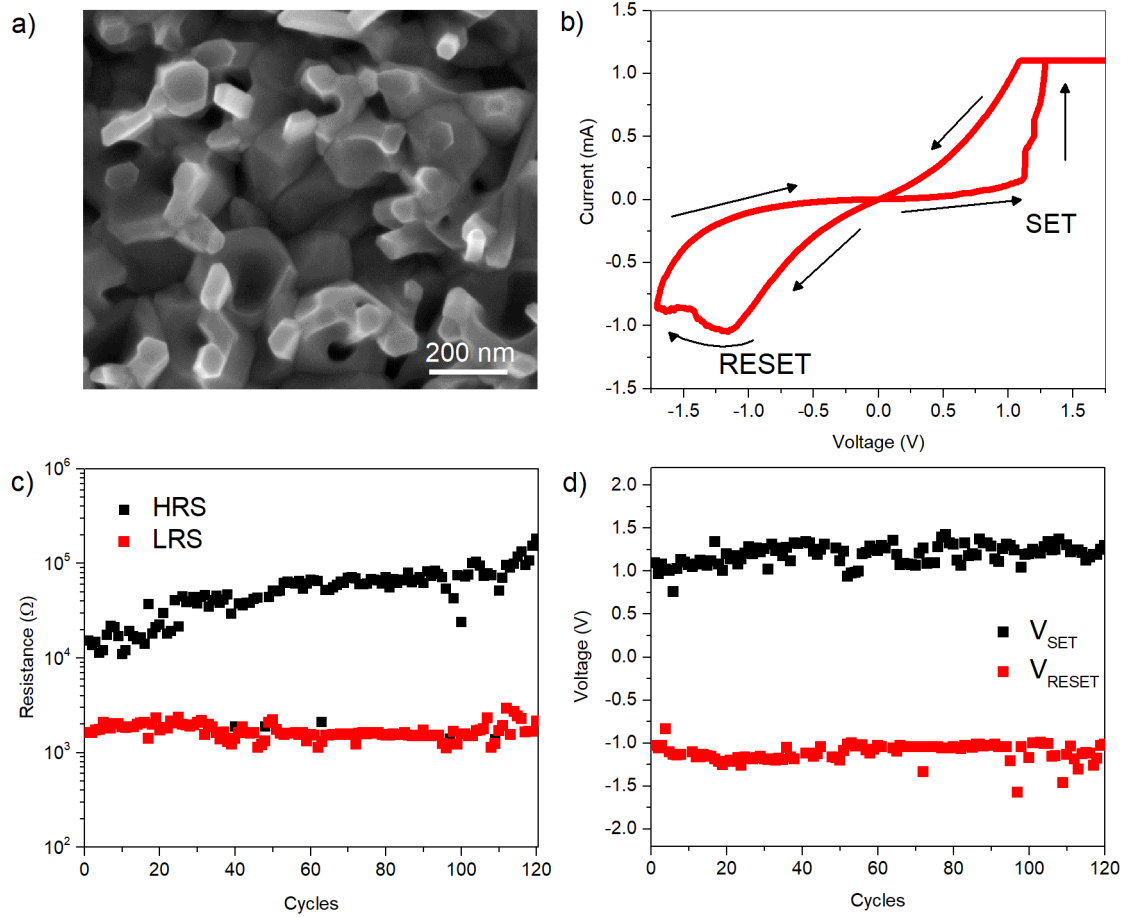 a)
200 nm
b)
1.5
1.0
0.5
0.0
-0.5
-1.0
-1.5
Current (mA)
SET
RESET
-1.5 -1.0 -0.5 0.0 0.5 1.0 1.5
Voltage (V)
c)
10^6
10^5
10^4
10^3
10^2
Resistance (Ω)
HRS
LRS
0 20 40 60 80 100 120
Cycles
d)
2.0
1.5
1.0
0.5
0.0
-0.5
-1.0
-1.5
-2.0
Voltage (V)
V_SET
V_RESET
0 20 40 60 80 100 120
Cycles